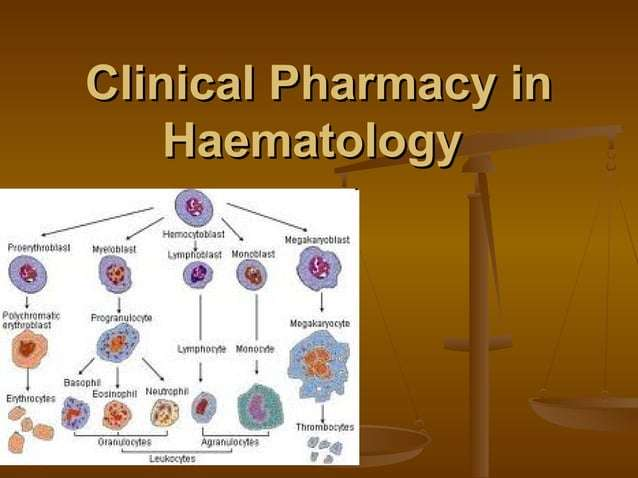 Clinical Pharmacy in
Haematology
Hemocytoblast
Proerythroblast
Myeloblast
Lymphoblast
Monoblast
Megakaryoblast
Polychromatic
erythroblast
Progranulocyte
Megakaryocyte
Lymphocyte
Monocyte
Basophil
Eosinophil
Neutrophil
Erythrocytes
Thrombocytes
Granulocytes
Agranulocytes
Leukocytes